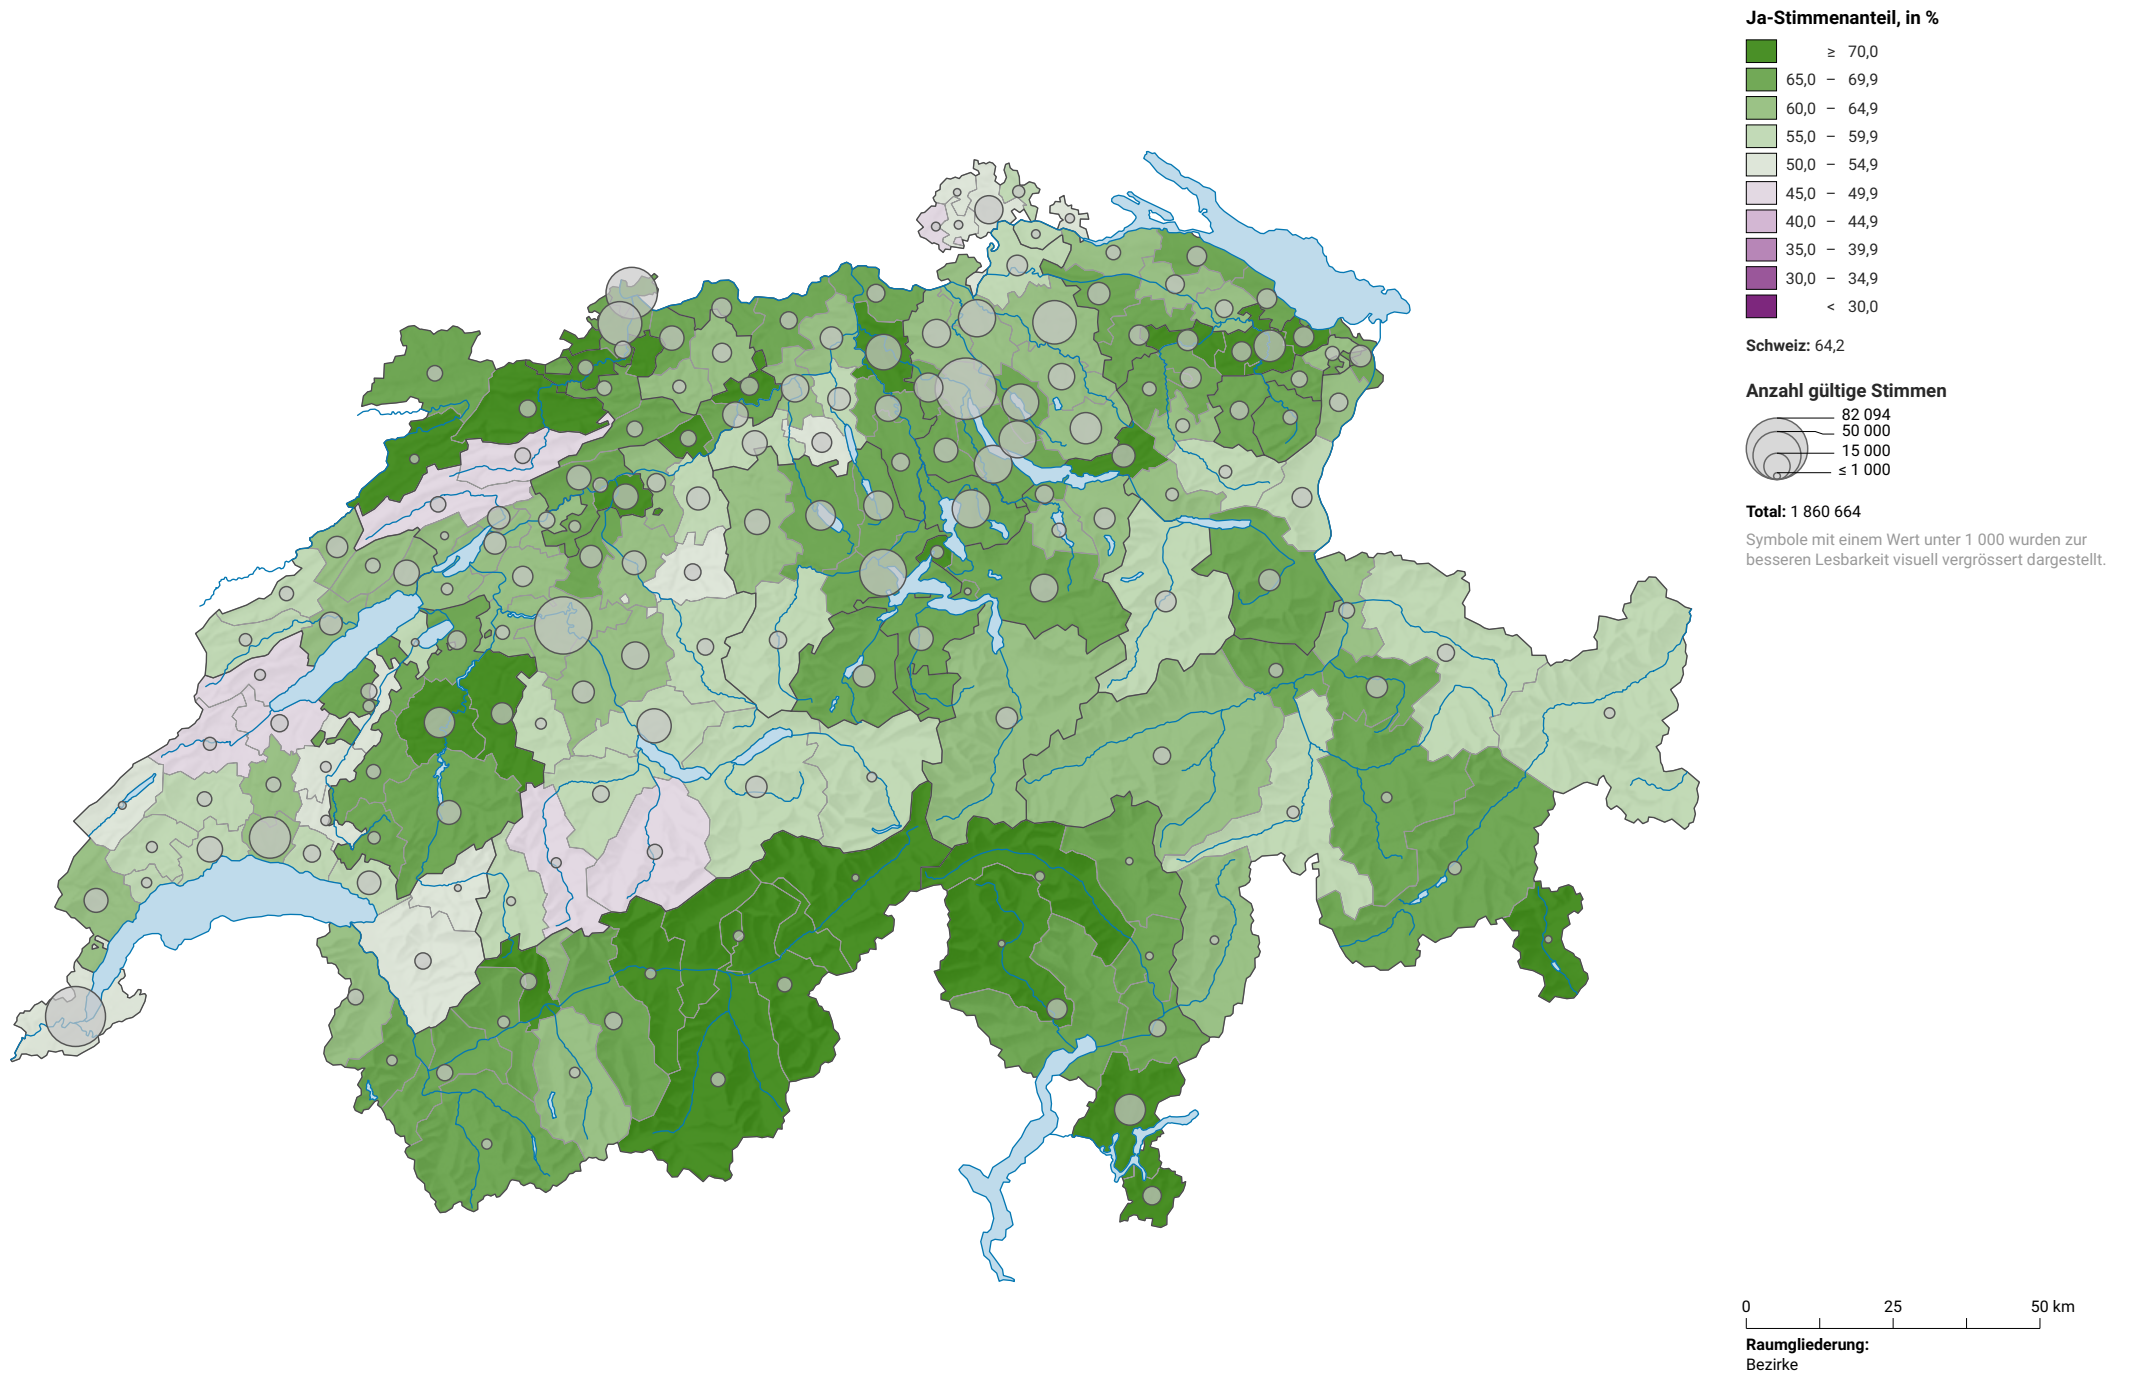 Ja-Stimmenanteil, in %
≥ 70,0
65,0 – 69,9
60,0 – 64,9
55,0 – 59,9
50,0 – 54,9
45,0 – 49,9
40,0 – 44,9
35,0 – 39,9
30,0 – 34,9
< 30,0
Schweiz: 64,2
Anzahl gültige Stimmen
82 094
50 000
15 000
≤ 1 000
Total: 1 860 664
Symbole mit einem Wert unter 1 000 wurden zur
besseren Lesbarkeit visuell vergrössert dargestellt.
0 25 50 km
Raumgliederung:
Bezirke